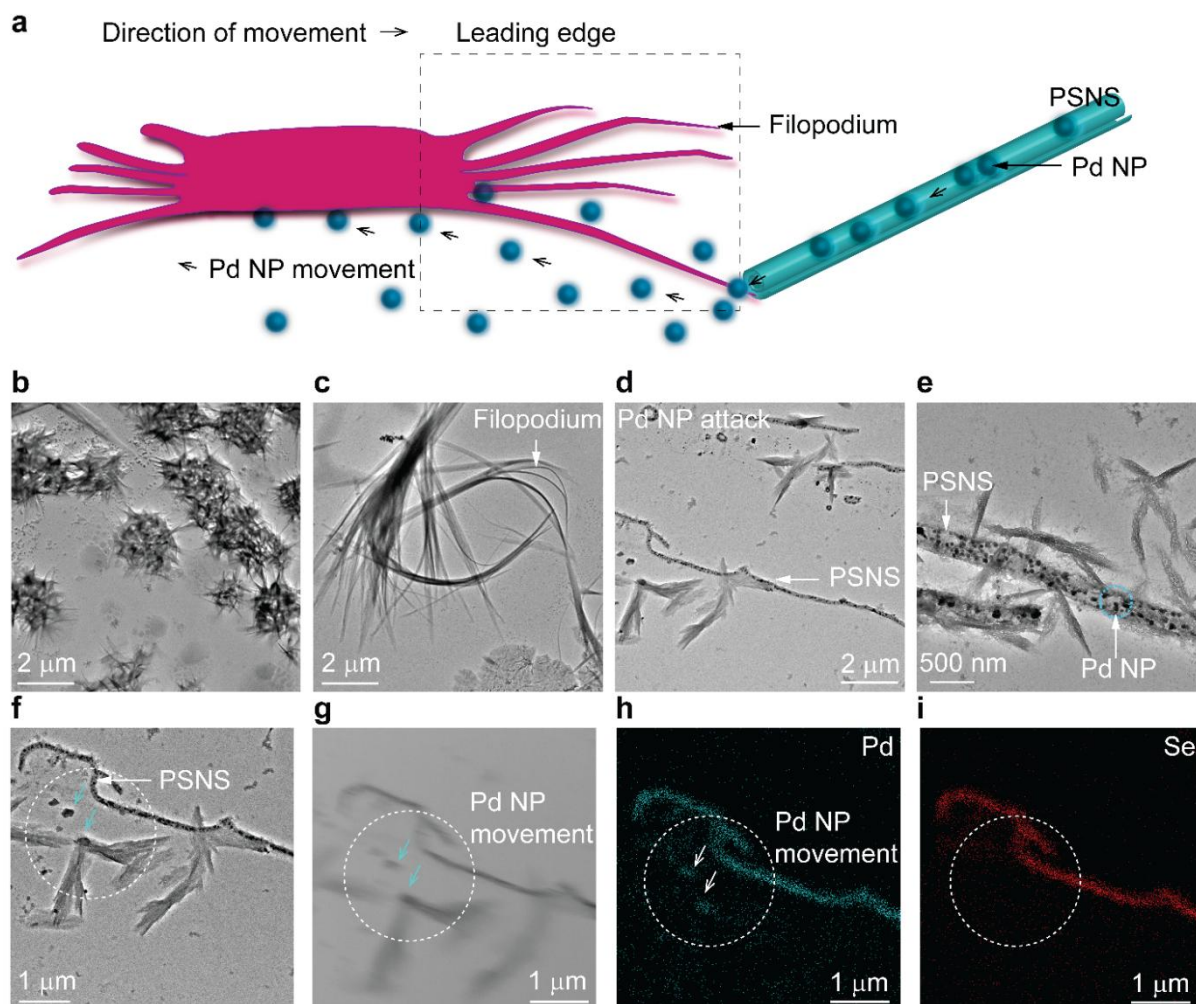 a
Direction of movement → Leading edge
PSNS
Filopodium
Pd NP
Pd NP movement
b
c
d
e
Filopodium
Pd NP attack
PSNS
PSNS
Pd NP
2 μm
2 μm
2 μm
500 nm
f
g
h
i
PSNS
Pd NP
movement
Pd
Pd NP
movement
Se
1 μm
1 μm
1 μm
1 μm